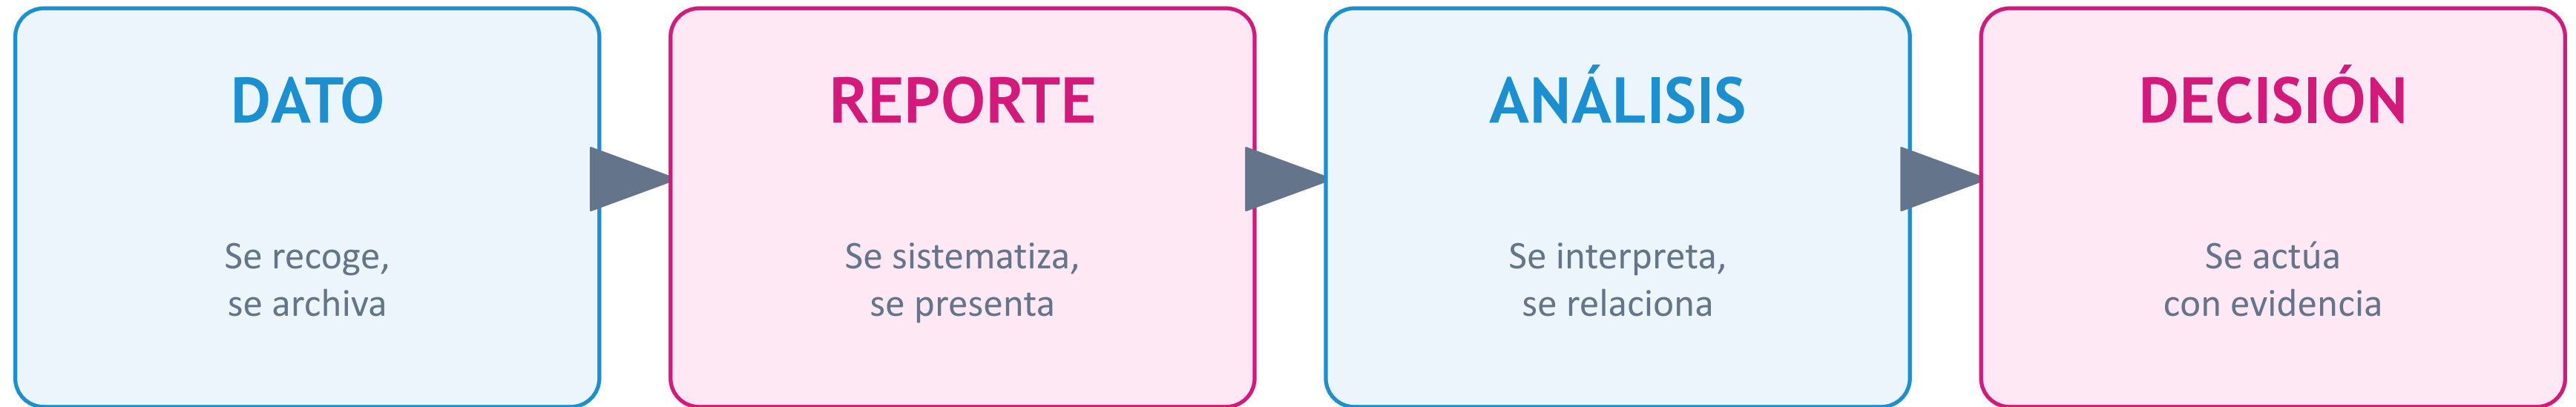 DATO
Se recoge,
se archiva
REPORTE
Se sistematiza,
se presenta
ANÁLISIS
Se interpreta,
se relaciona
DECISIÓN
Se actúa
con evidencia